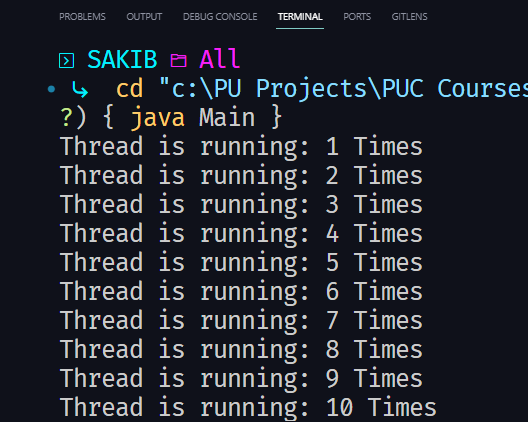 PROBLEMS OUTPUT DEBUG CONSOLE TERMINAL PORTS GITLENS
SAKIB All
cd "c:\PU Projects\PUC Courses
?) { java Main }
Thread is running: 1 Times
Thread is running: 2 Times
Thread is running: 3 Times
Thread is running: 4 Times
Thread is running: 5 Times
Thread is running: 6 Times
Thread is running: 7 Times
Thread is running: 8 Times
Thread is running: 9 Times
Thread is running: 10 Times